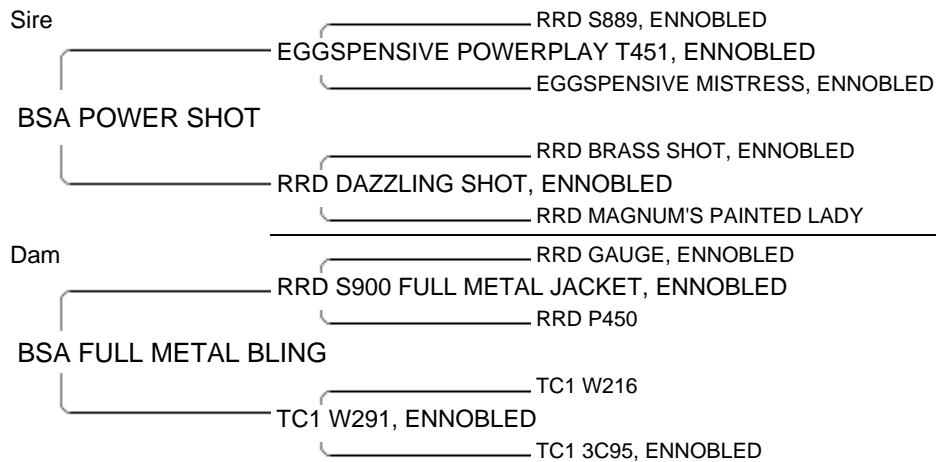 Sire
RRD S889, ENNOBLED
EGGSPENSIVE POWERPLAY T451, ENNOBLED
EGGSPENSIVE MISTRESS, ENNOBLED
BSA POWER SHOT
RRD BRASS SHOT, ENNOBLED
RRD DAZZLING SHOT, ENNOBLED
RRD MAGNUM'S PAINTED LADY
Dam
RRD GAUGE, ENNOBLED
RRD S900 FULL METAL JACKET, ENNOBLED
RRD P450
BSA FULL METAL BLING
TC1 W216
TC1 W291, ENNOBLED
TC1 3C95, ENNOBLED